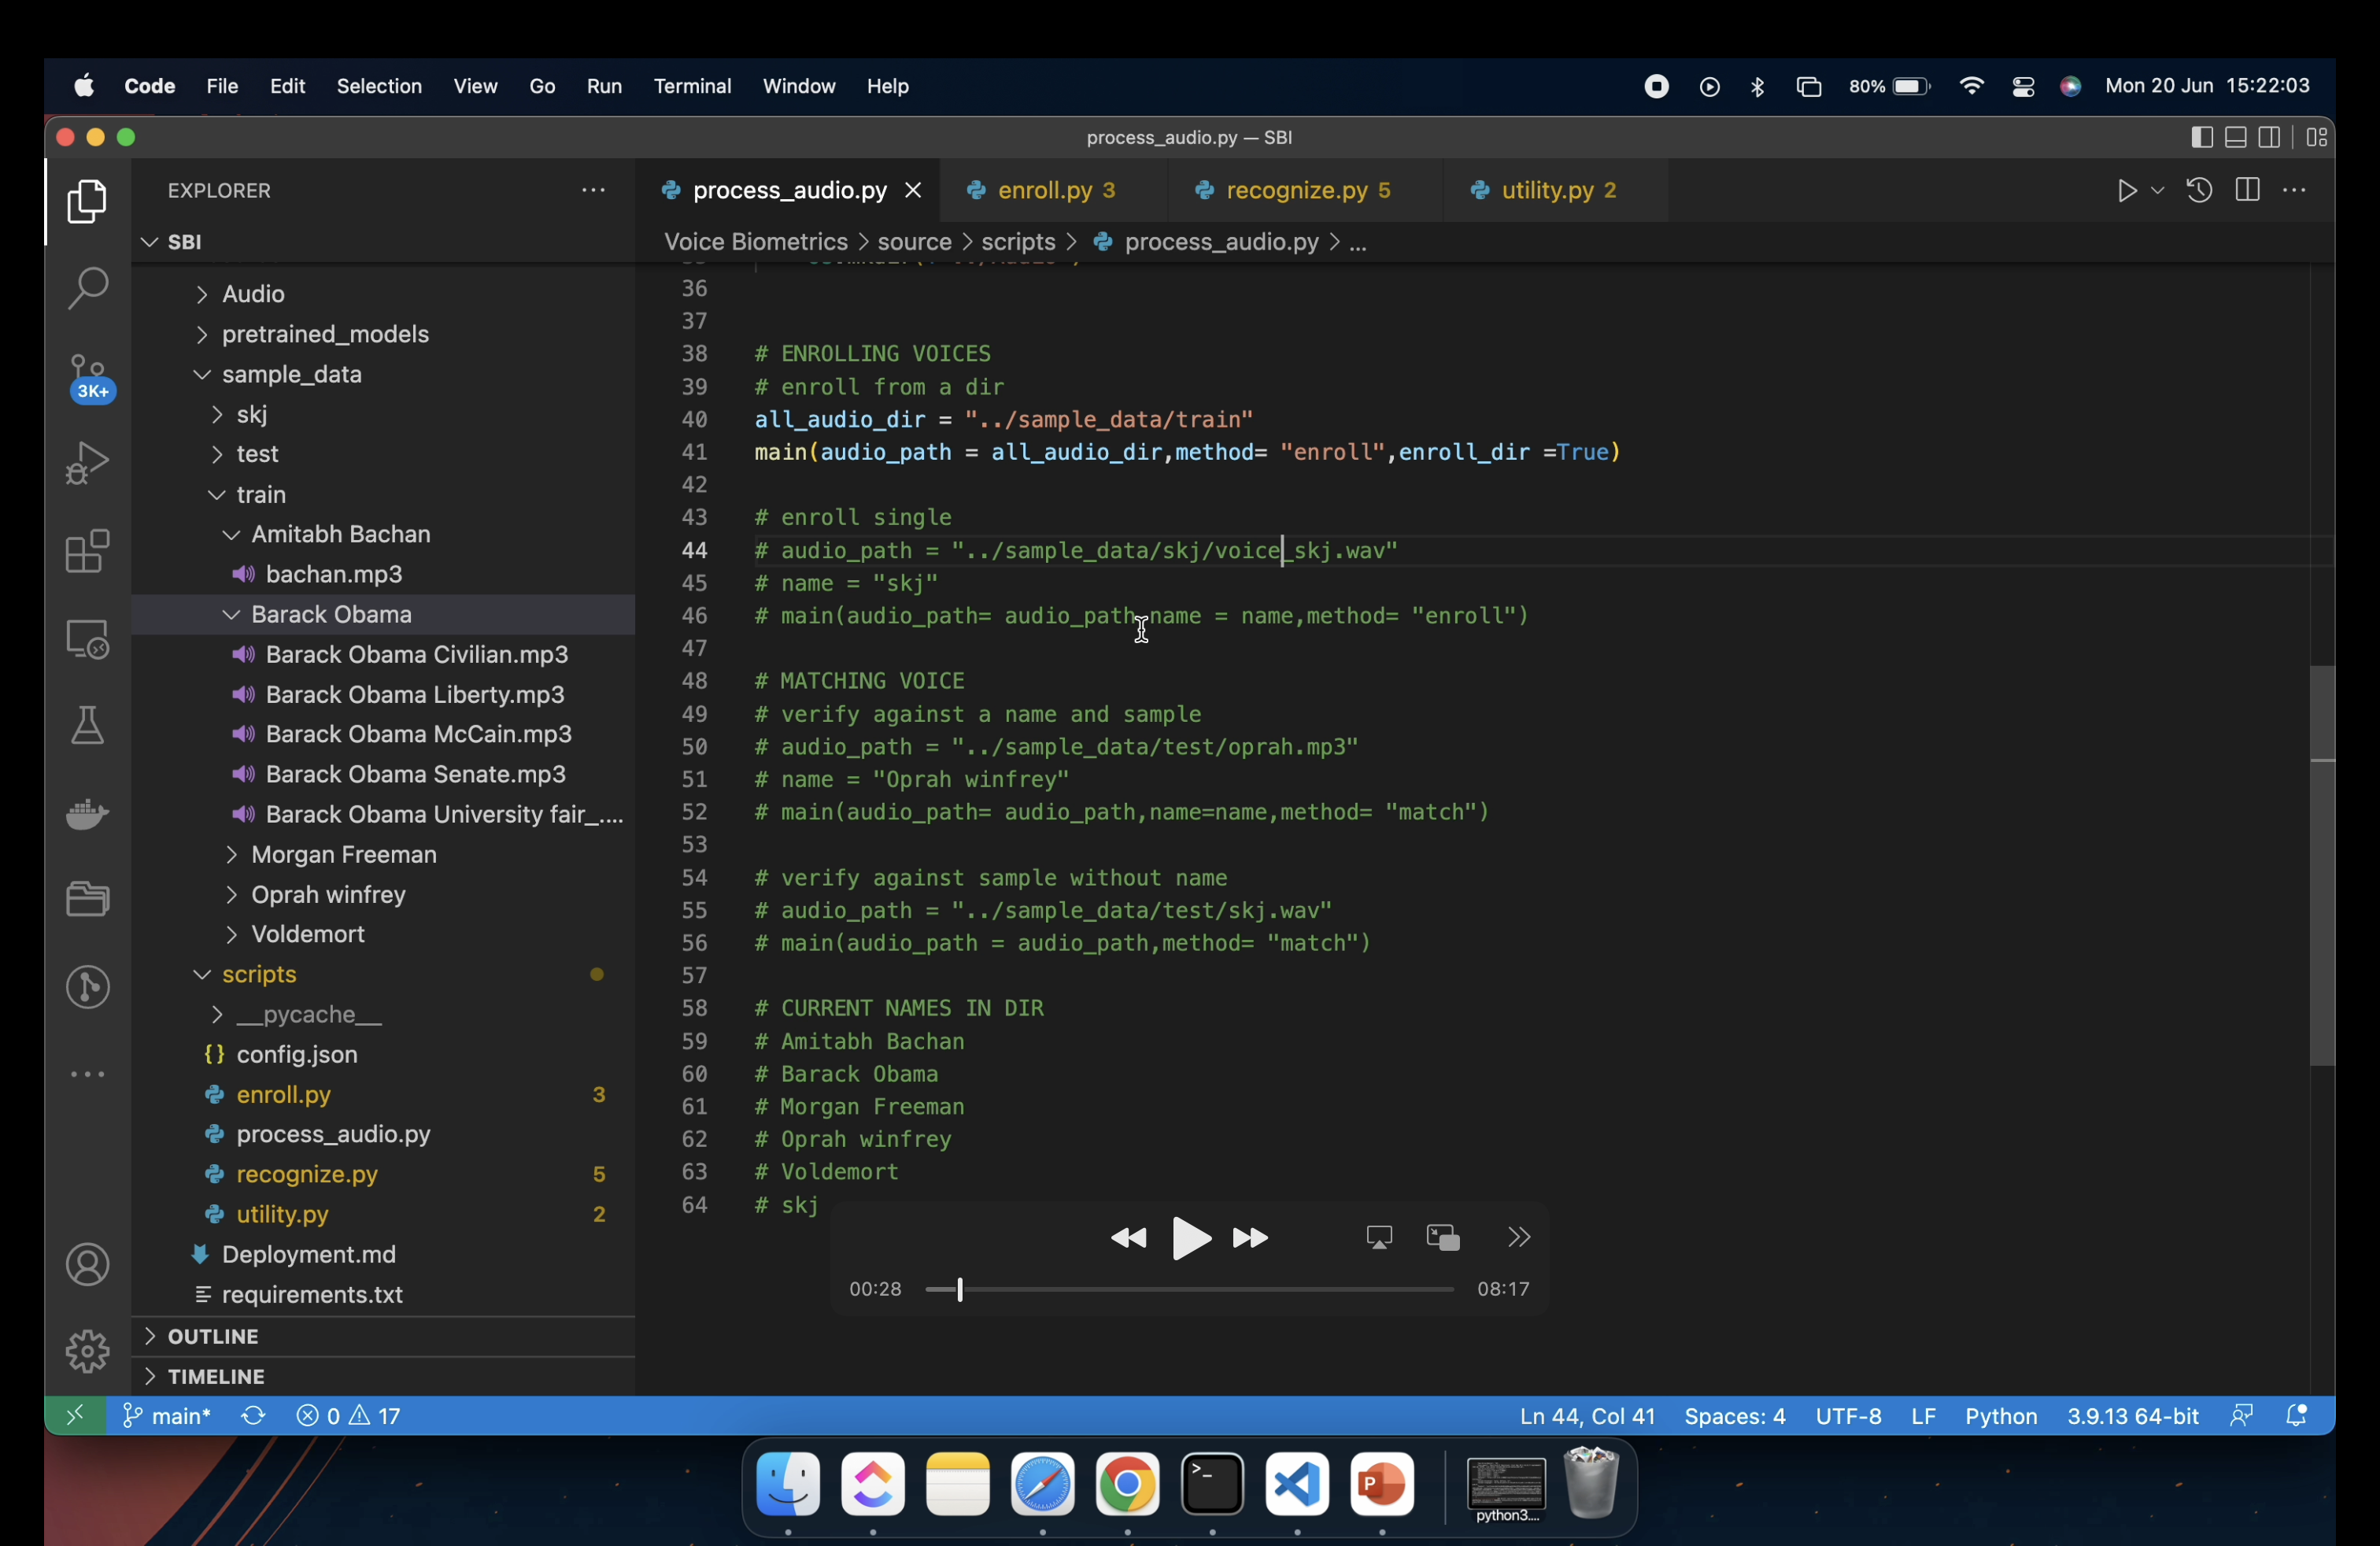 Code File Edit Selection View Go Run Terminal Window Help 80% Mon 20 Jun 15:22:03
process_audio.py — SBI
EXPLORER
SBI
Audio
pretrained_models
sample_data
skj
test
train
Amitabh Bachan
bachan.mp3
Barack Obama
Barack Obama Civilian.mp3
Barack Obama Liberty.mp3
Barack Obama McCain.mp3
Barack Obama Senate.mp3
Barack Obama University fair_....
Morgan Freeman
Oprah winfrey
Voldemort
scripts
__pycache__
{} config.json
enroll.py 3
process_audio.py
recognize.py 5
utility.py 2
Deployment.md
requirements.txt
OUTLINE
TIMELINE
3K+
process_audio.py enroll.py 3 recognize.py 5 utility.py 2
Voice Biometrics > source > scripts > process_audio.py > ...
36
37
38 # ENROLLING VOICES
39 # enroll from a dir
40 all_audio_dir = "../sample_data/train"
41 main(audio_path = all_audio_dir,method= "enroll",enroll_dir =True)
42
43 # enroll single
44 # audio_path = "../sample_data/skj/voice_skj.wav"
45 # name = "skj"
46 # main(audio_path= audio_path,name = name,method= "enroll")
47
48 # MATCHING VOICE
49 # verify against a name and sample
50 # audio_path = "../sample_data/test/oprah.mp3"
51 # name = "Oprah winfrey"
52 # main(audio_path= audio_path,name=name,method= "match")
53
54 # verify against sample without name
55 # audio_path = "../sample_data/test/skj.wav"
56 # main(audio_path = audio_path,method= "match")
57
58 # CURRENT NAMES IN DIR
59 # Amitabh Bachan
60 # Barack Obama
61 # Morgan Freeman
62 # Oprah winfrey
63 # Voldemort
64 # skj
00:28 08:17
main* 0 17 Ln 44, Col 41 Spaces: 4 UTF-8 LF Python 3.9.13 64-bit
python3....